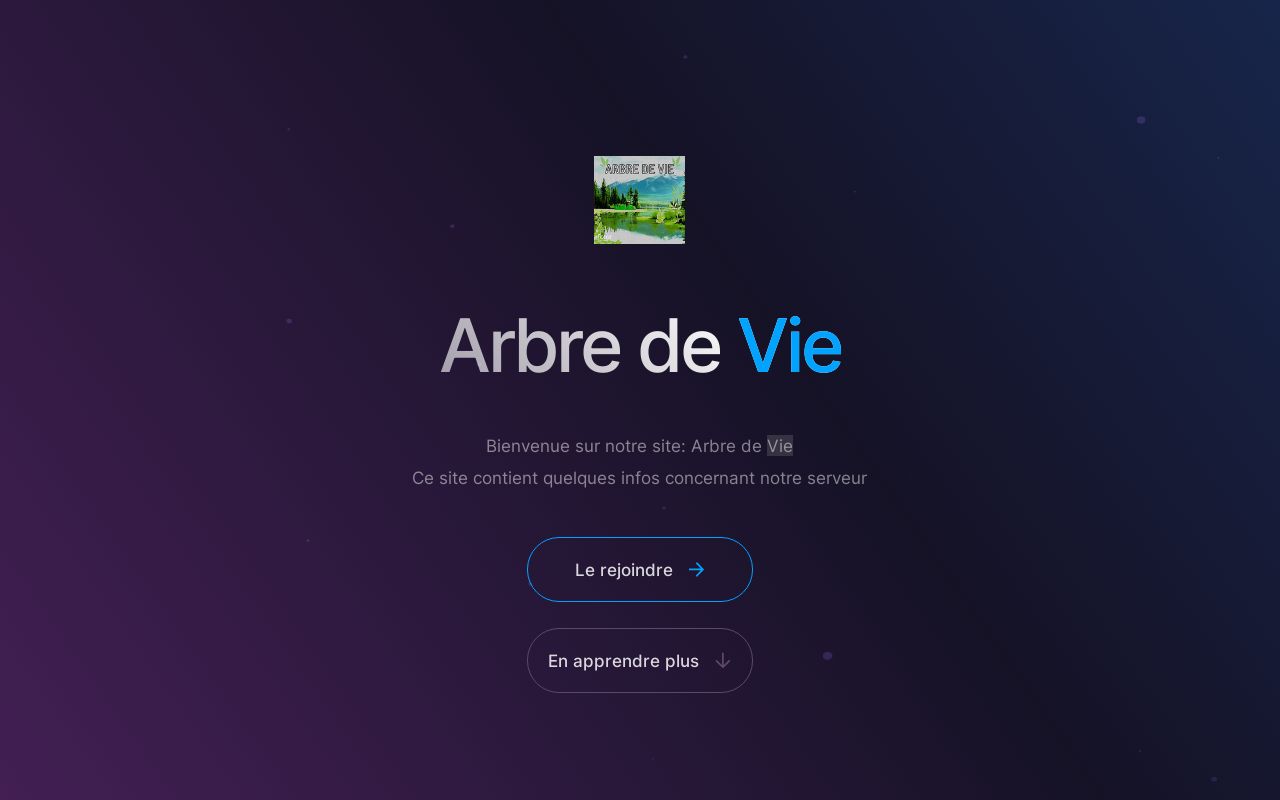 ARBRE DE VIE
Arbre de Vie
Bienvenue sur notre site: Arbre de Vie
Ce site contient quelques infos concernant notre serveur
Le rejoindre
En apprendre plus